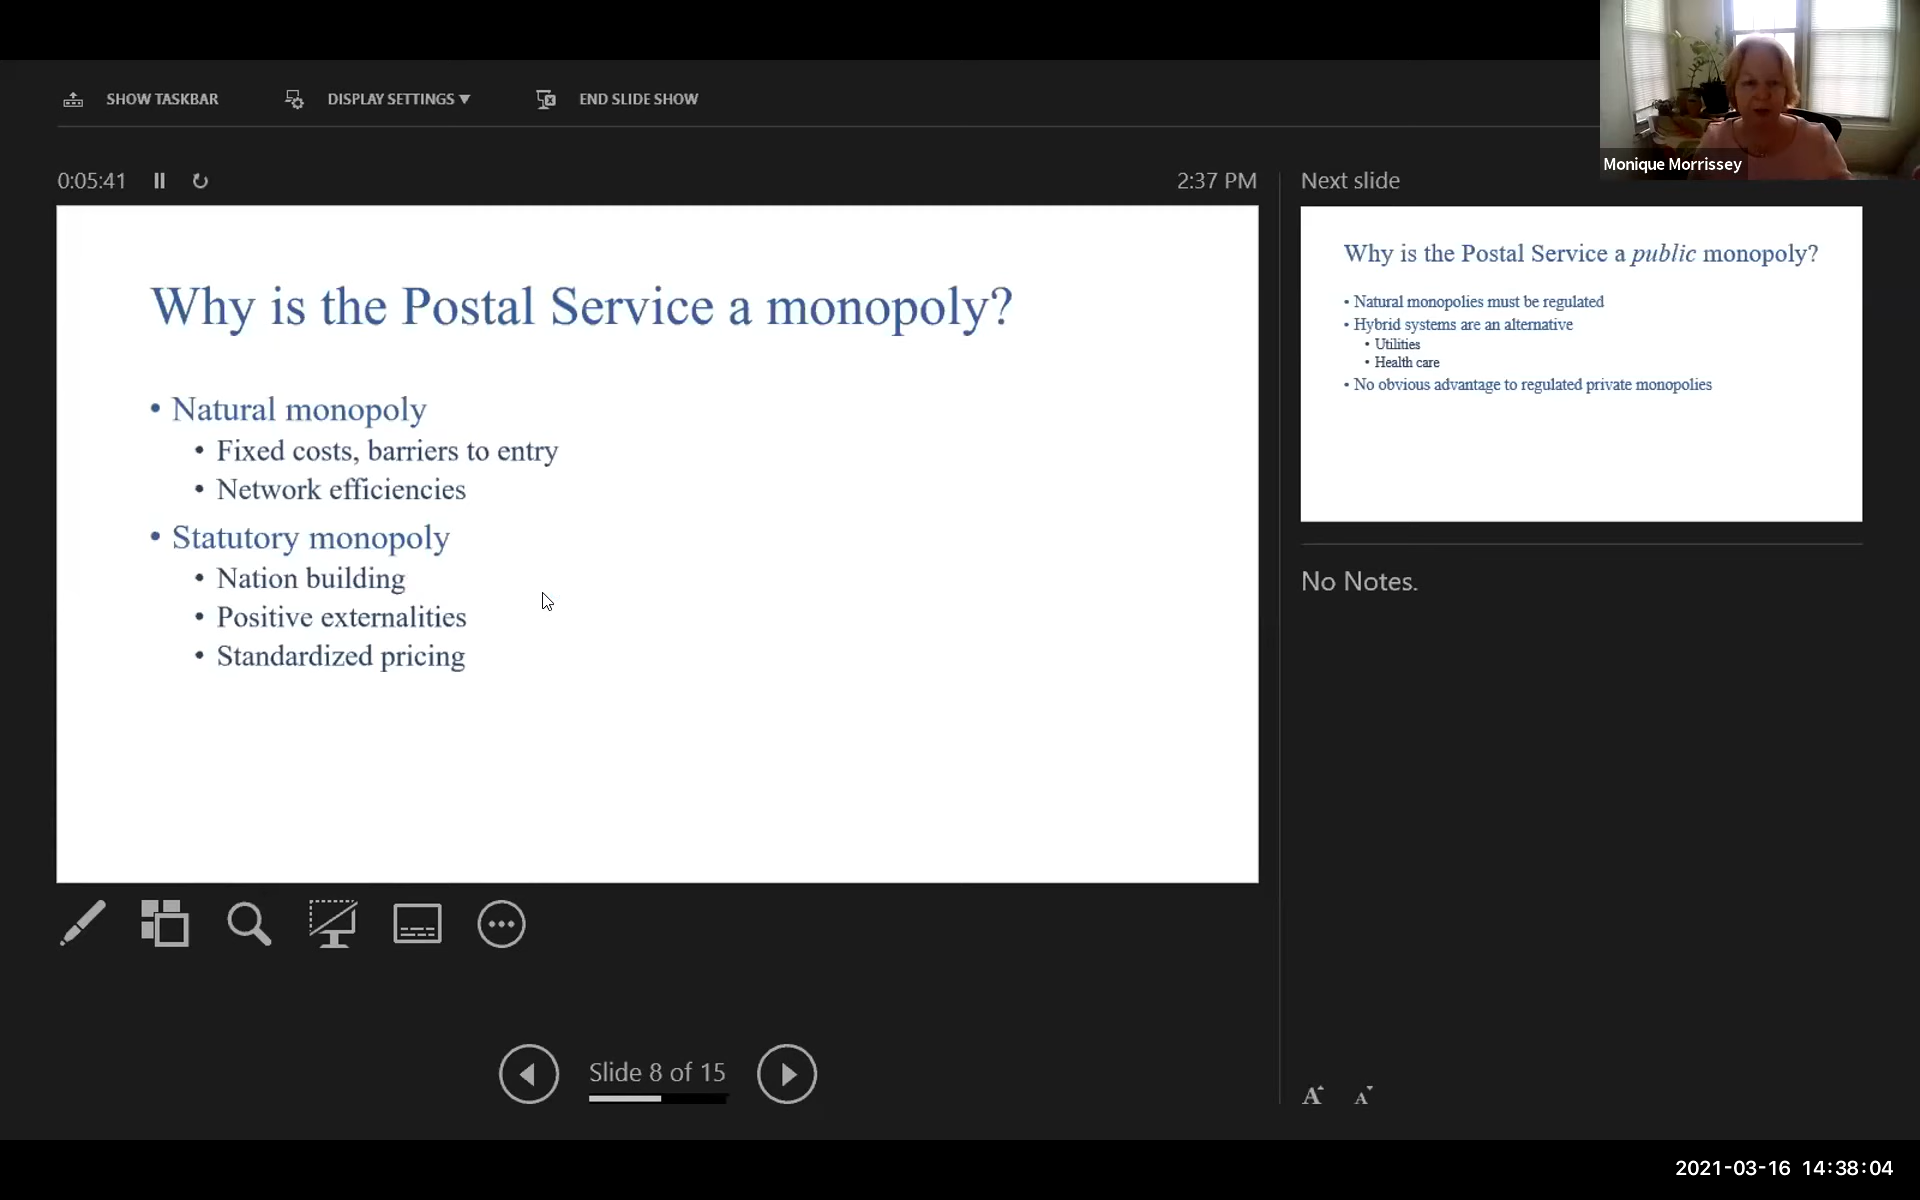 SHOW TASKBAR
DISPLAY SETTINGS ▼
END SLIDE SHOW
Monique Morrissey
0:05:41
2:37 PM
Next slide
Why is the Postal Service a monopoly?
• Natural monopoly
• Fixed costs, barriers to entry
• Network efficiencies
• Statutory monopoly
• Nation building
• Positive externalities
• Standardized pricing
Why is the Postal Service a public monopoly?
• Natural monopolies must be regulated
• Hybrid systems are an alternative
• Utilities
• Health care
• No obvious advantage to regulated private monopolies
No Notes.
Slide 8 of 15
A A
2021-03-16 14:38:04